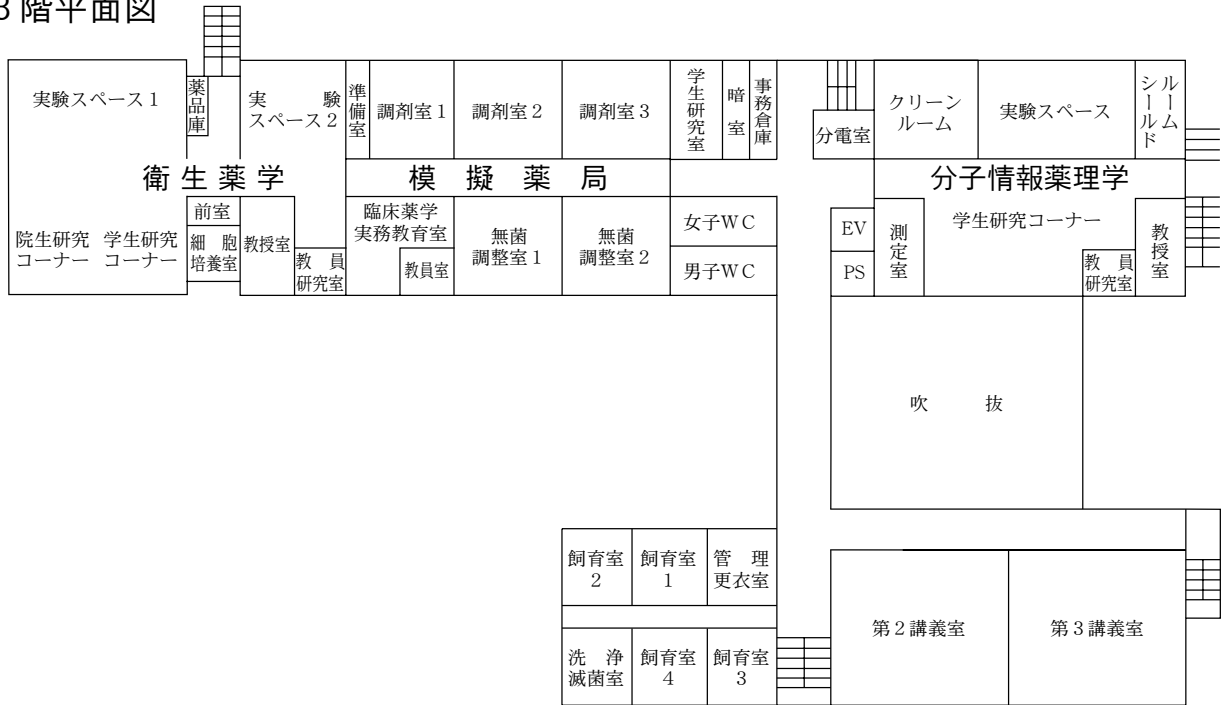 3階平面図
実験スペース1
薬品庫
実験
スペース2
準備室
調剤室1
調剤室2
調剤室3
学生研究室
暗室
事務倉庫
分電室
クリーン
ルーム
実験スペース
シールド
ルーム
衛生薬学
模擬薬局
分子情報薬理学
院生研究
コーナー
学生研究
コーナー
前室
細胞
培養室
教授室
教員
研究室
臨床薬学
実務教育室
教員室
無菌
調整室1
無菌
調整室2
女子WC
男子WC
EV
PS
測定室
学生研究コーナー
教員
研究室
教授室
吹抜
飼育室
2
飼育室
1
管理
更衣室
洗浄
滅菌室
飼育室
4
飼育室
3
第2講義室
第3講義室